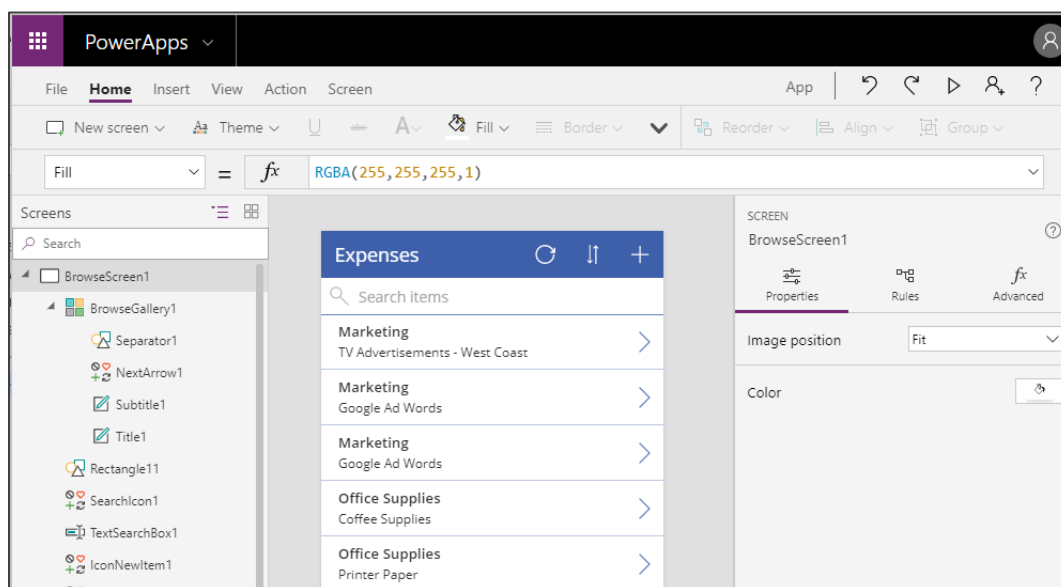 PowerApps
File Home Insert View Action Screen App ?
New screen Aa Theme U abc A Fill Border Reorder Align Group
Fill = fx RGBA(255,255,255,1)
Screens
Search
BrowseScreen1
BrowseGallery1
Separator1
NextArrow1
Subtitle1
Title1
Rectangle11
SearchIcon1
TextSearchBox1
IconNewItem1
Expenses
Search items
Marketing
TV Advertisements - West Coast
Marketing
Google Ad Words
Marketing
Google Ad Words
Office Supplies
Coffee Supplies
Office Supplies
Printer Paper
SCREEN
BrowseScreen1
?
fx
Properties Rules Advanced
Image position Fit
Color